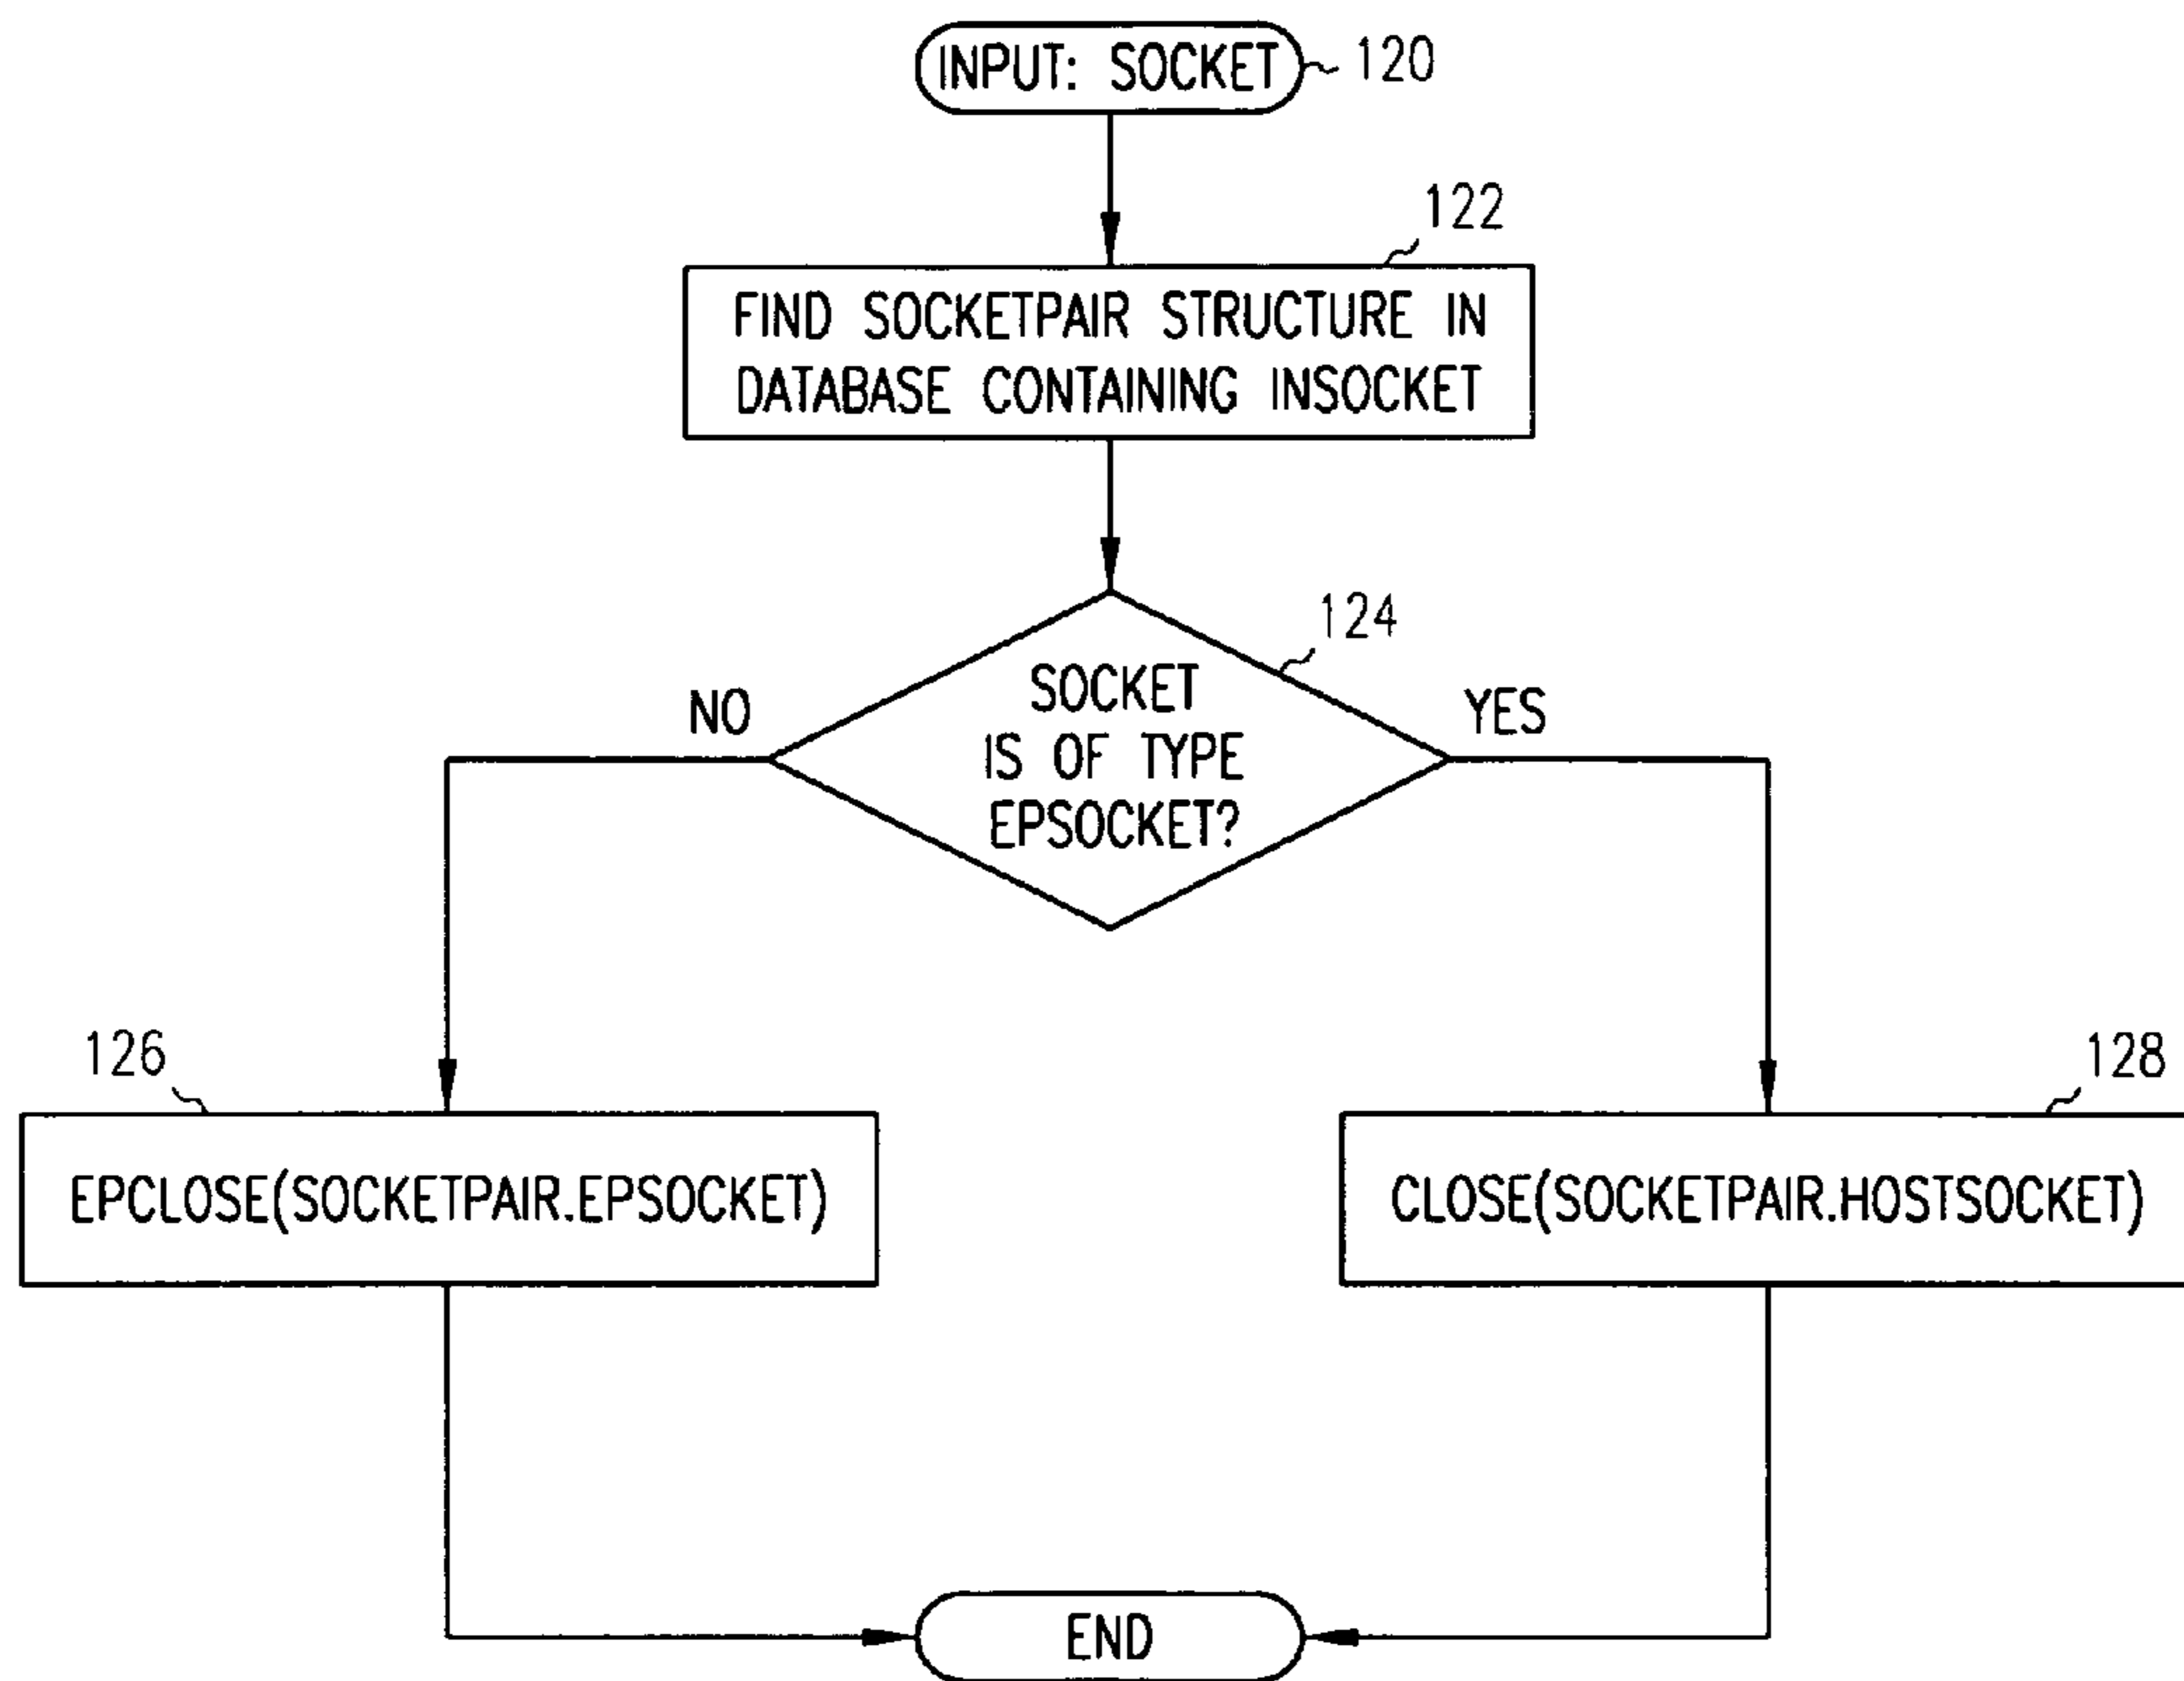 INPUT: SOCKET
120
122
FIND SOCKETPAIR STRUCTURE IN
DATABASE CONTAINING INSOCKET
124
SOCKET
IS OF TYPE
EPSOCKET?
NO
YES
126
EPCLOSE(SOCKETPAIR.EPSOCKET)
128
CLOSE(SOCKETPAIR.HOSTSOCKET)
END